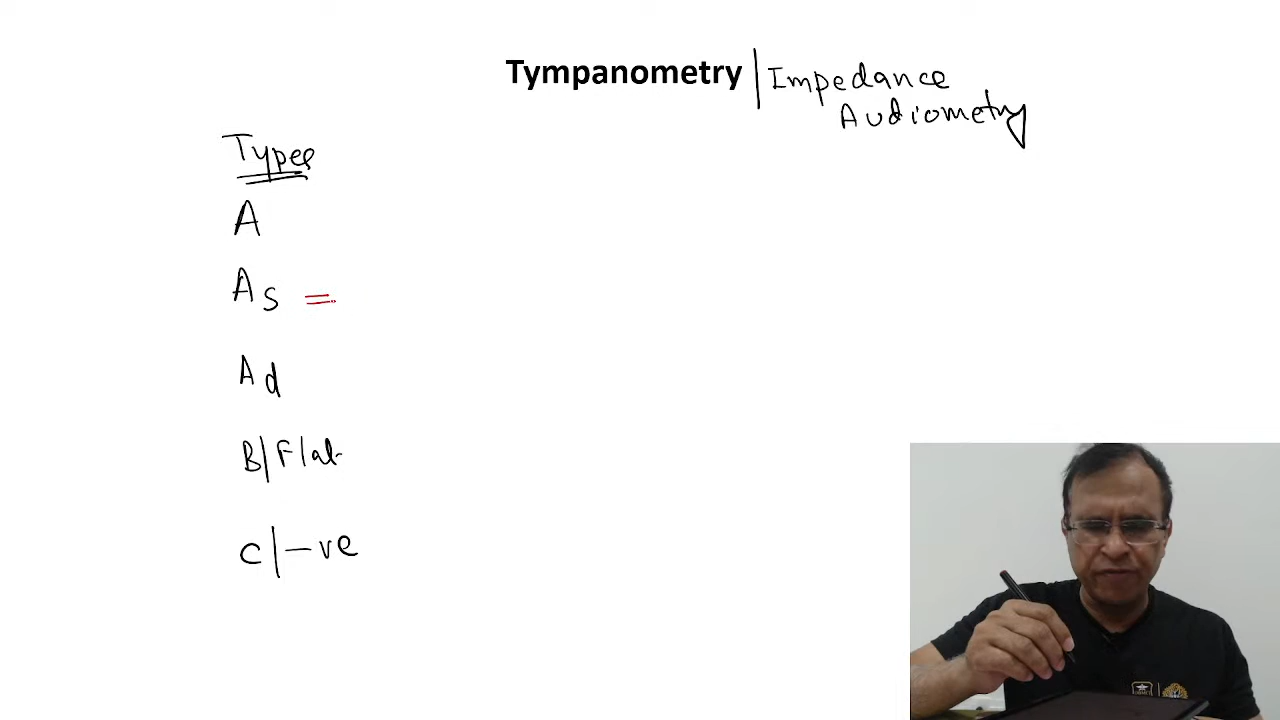 Tympanometry | Impedance
Audiometry
Types
A
As =
Ad
B/Flat
C/-ve